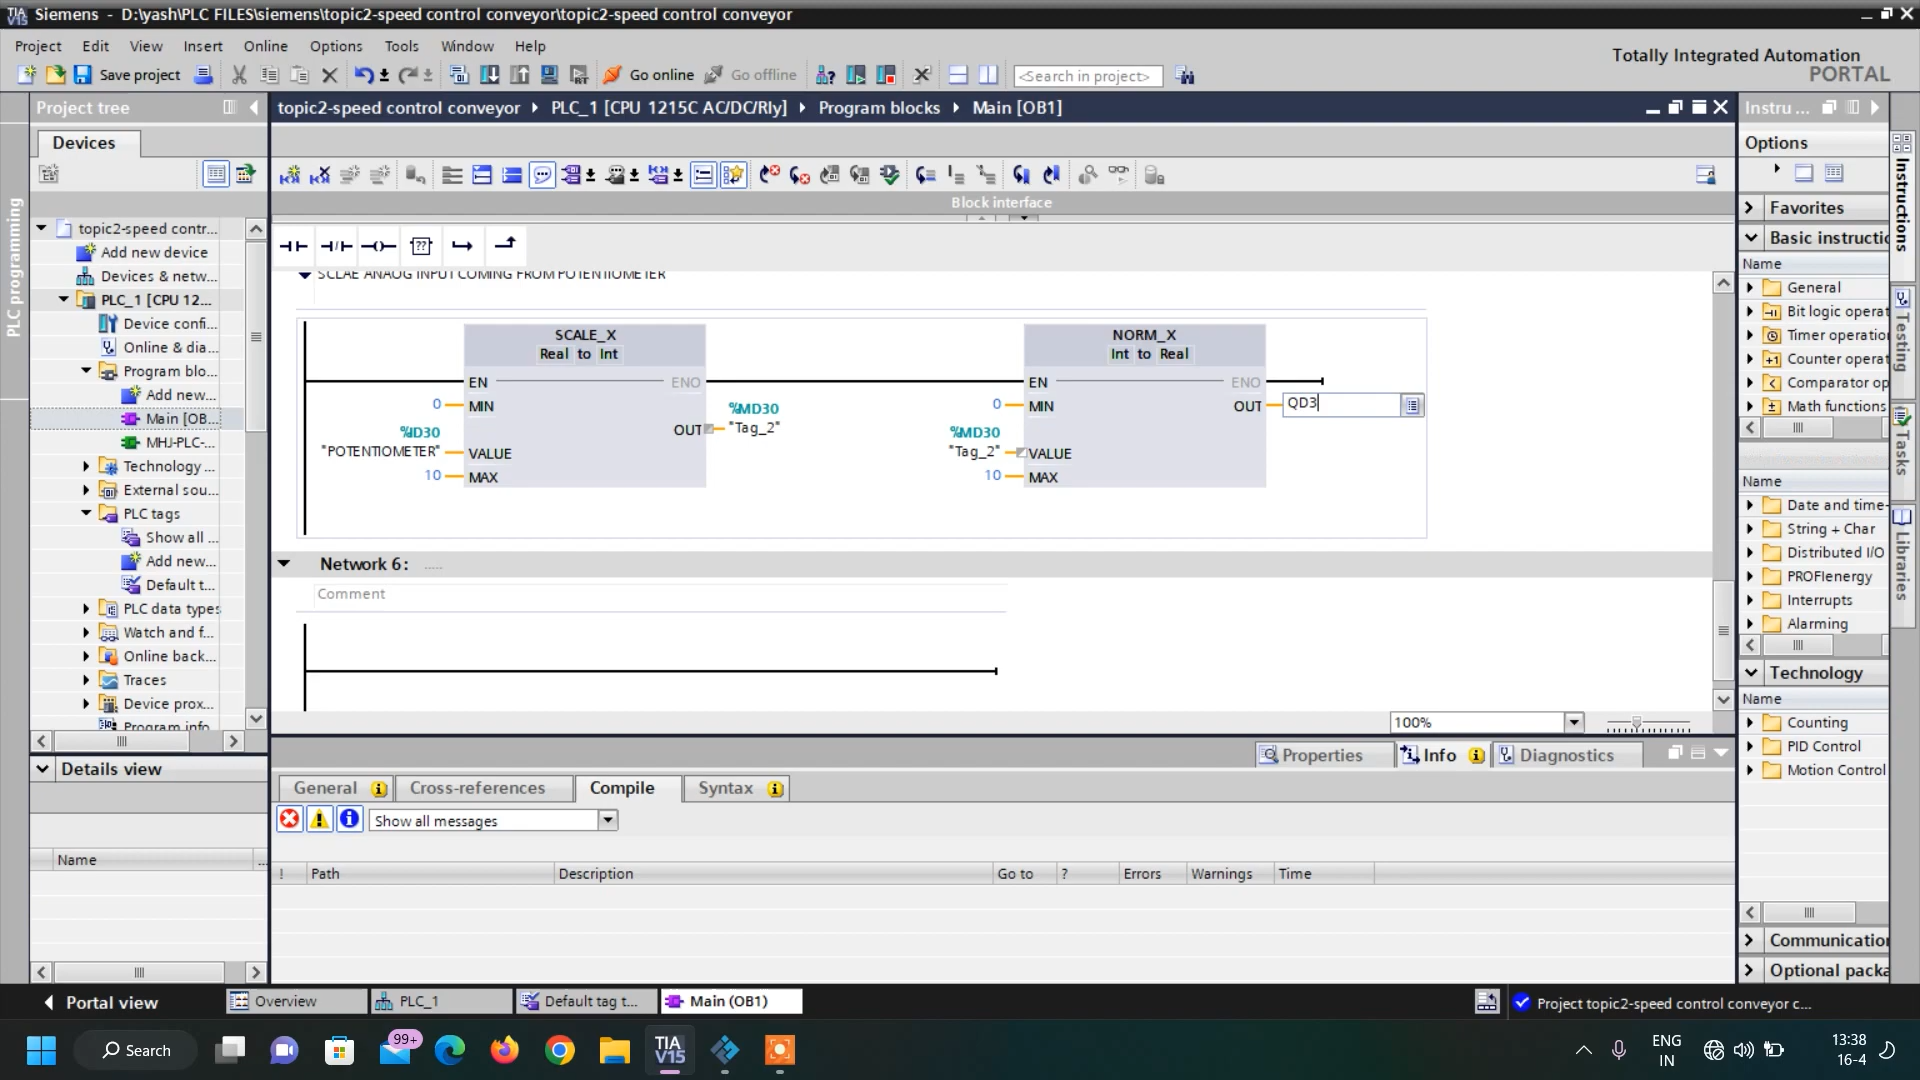 Siemens - D:\yash\PLC FILES\siemens\topic2-speed control conveyor\topic2-speed control conveyor
Project Edit View Insert Online Options Tools Window Help
Totally Integrated Automation
PORTAL
Save project
Go online
Go offline
<Search in project>
Project tree
topic2-speed control conveyor PLC_1 [CPU 1215C AC/DC/Rly] Program blocks Main [OB1]
Instru ...
Devices
Options
PLC programming
Block interface
topic2-speed contr...
Add new device
Devices & netw...
PLC_1 [CPU 12...
Device confi...
Online & dia...
Program blo...
Add new...
Main [OB...
MHJ-PLC-...
Technology ...
External sou...
PLC tags
Show all ...
Add new...
Default t...
PLC data types
Watch and f...
Online back...
Traces
Device prox...
Program info
Details view
Name
...
SCLAE ANAOG INPUT COMING FROM POTENTIOMETER
SCALE_X
Real to Int
EN
ENO
0
MIN
%ID30
"POTENTIOMETER"
VALUE
10
MAX
OUT
%MD30
"Tag_2"
NORM_X
Int to Real
EN
ENO
0
MIN
%MD30
"Tag_2"
VALUE
10
MAX
OUT
QD3
Network 6: .....
Comment
100%
Properties
Info
Diagnostics
General
Cross-references
Compile
Syntax
Show all messages
! Path Description Go to ? Errors Warnings Time
Favorites
Basic instructio
Name
General
Bit logic operat
Timer operation
Counter operat
Comparator op
Math functions
Name
Date and time-
String + Char
Distributed I/O
PROFIenergy
Interrupts
Alarming
Technology
Name
Counting
PID Control
Motion Control
Communication
Optional packa
Instructions
Testing
Tasks
Libraries
Portal view
Overview
PLC_1
Default tag t...
Main (OB1)
Project topic2-speed control conveyor c...
Search
99+
TIA
V15
ENG
IN
13:38
16-4